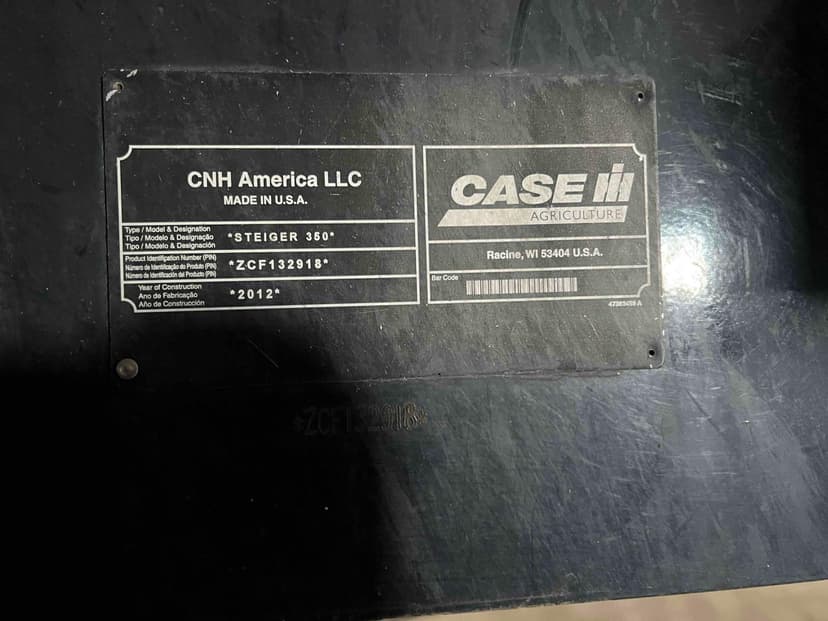 CNH America LLC
MADE IN U.S.A.
Type / Model & Designation
Tipo / Modelo & Designação
Tipo / Modelo & Designación
*STEIGER 350*
Product Identification Number (PIN)
Número de Identificação do Produto (PIN)
Número de Identificación del Producto (PIN)
*ZCF132918*
Year of Construction
Ano de Fabricação
Año de Construcción
*2012*
CASE IH
AGRICULTURE
Racine, WI 53404 U.S.A.
Bar Code
*ZCF132918*